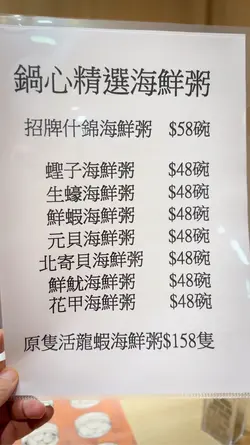 鍋心精選海鮮粥
招牌什錦海鮮粥 $58碗
蟶子海鮮粥 $48碗
生蠔海鮮粥 $48碗
鮮蝦海鮮粥 $48碗
元貝海鮮粥 $48碗
北寄貝海鮮粥 $48碗
鮮魷海鮮粥 $48碗
花甲海鮮粥 $48碗
原隻活龍蝦海鮮粥$158隻